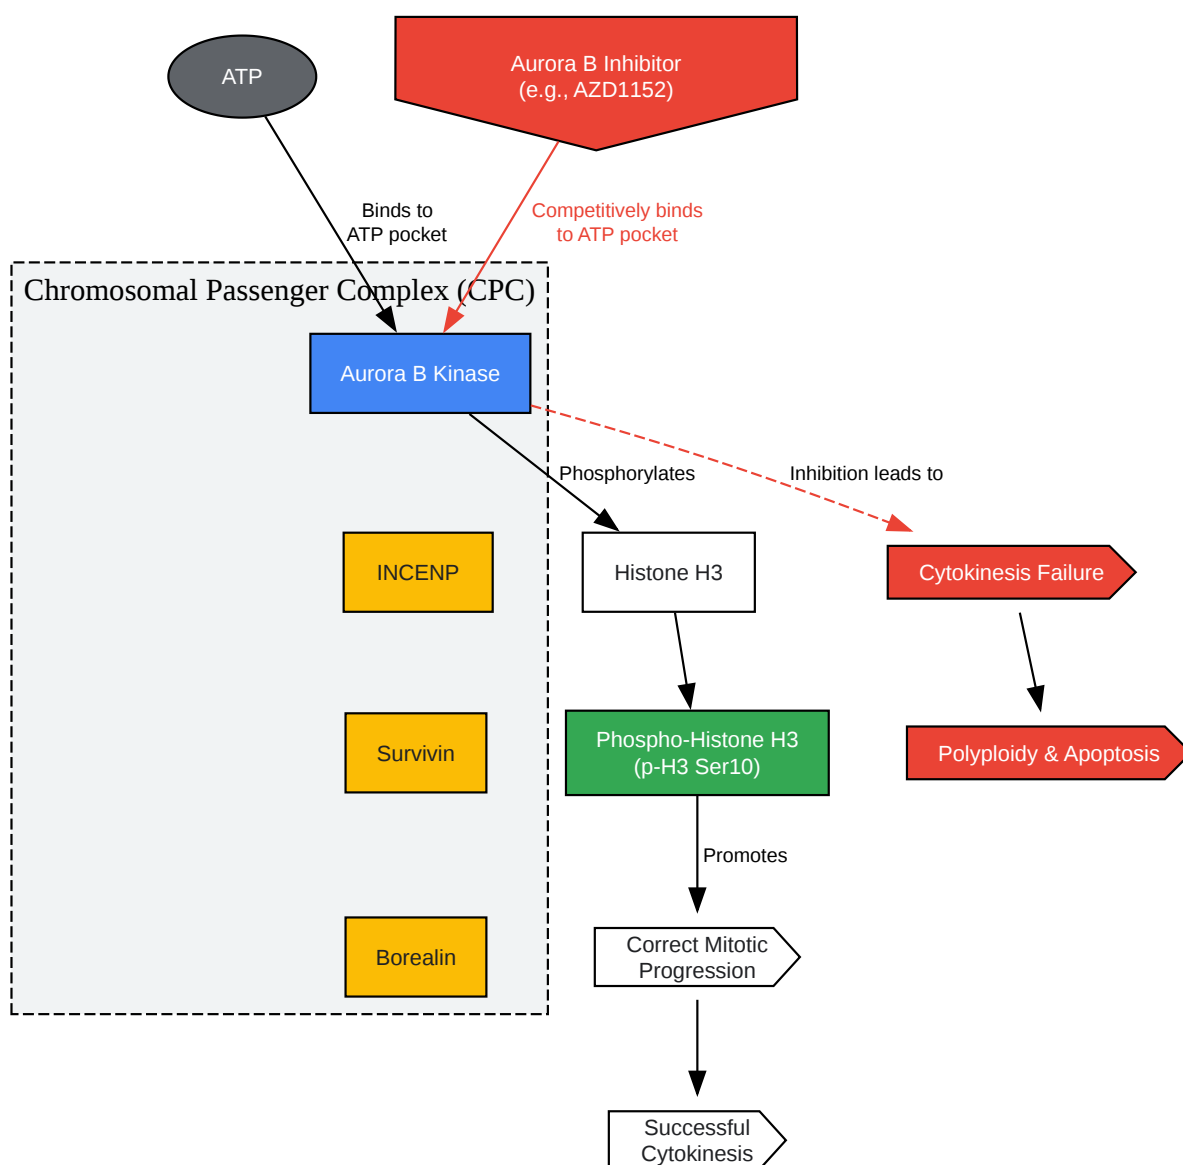 ATP
Aurora B Inhibitor
(e.g., AZD1152)
Binds to
ATP pocket
Competitively binds
to ATP pocket
Chromosomal Passenger Complex (CPC)
Aurora B Kinase
Phosphorylates
Inhibition leads to
INCENP
Histone H3
Cytokinesis Failure
Survivin
Phospho-Histone H3
(p-H3 Ser10)
Polyploidy & Apoptosis
Promotes
Borealin
Correct Mitotic
Progression
Successful
Cytokinesis